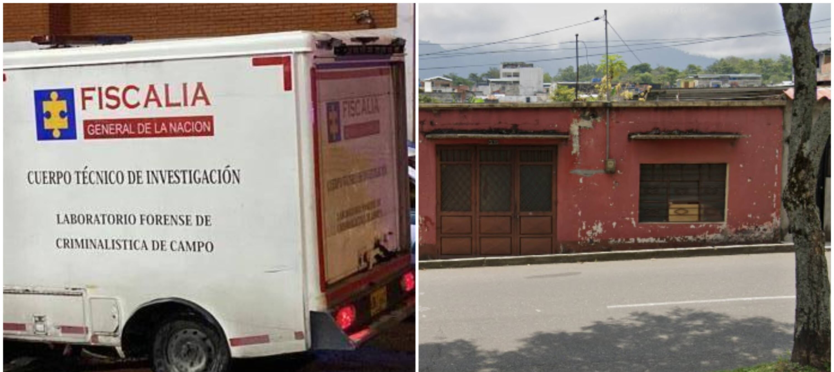 FISCALIA
GENERAL DE LA NACION
CUERPO TÉCNICO DE INVESTIGACIÓN
LABORATORIO FORENSE DE
CRIMINALISTICA DE CAMPO
FISCALIA